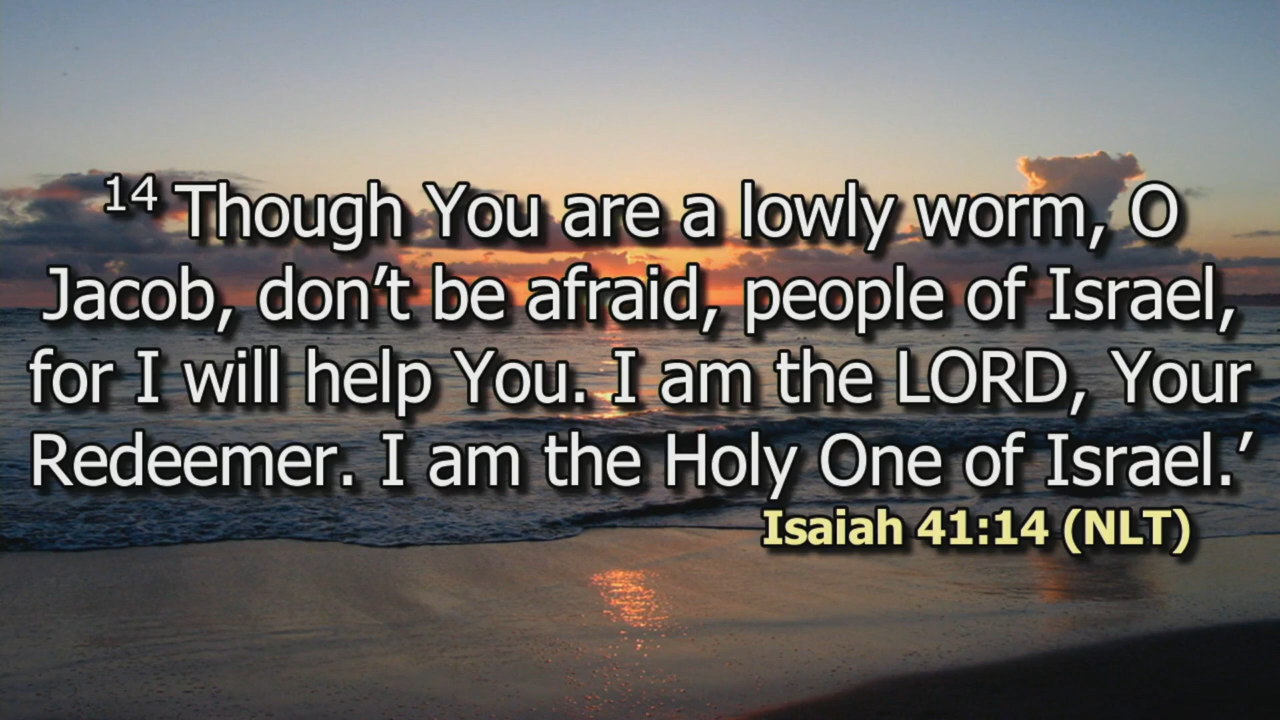 14 Though You are a lowly worm, O
Jacob, don’t be afraid, people of Israel,
for I will help You. I am the LORD, Your
Redeemer. I am the Holy One of Israel.’
Isaiah 41:14 (NLT)